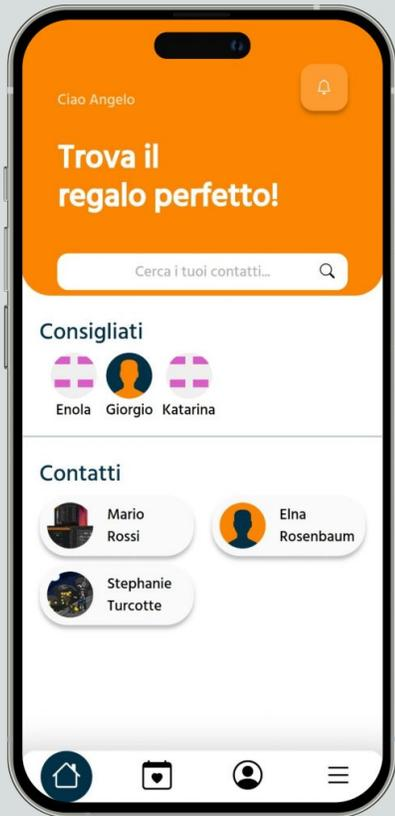 Ciao Angelo
Trova il
regalo perfetto!
Cerca i tuoi contatti...
Consigliati
Enola Giorgio Katarina
Contatti
Mario
Rossi
Elna
Rosenbaum
Stephanie
Turcotte